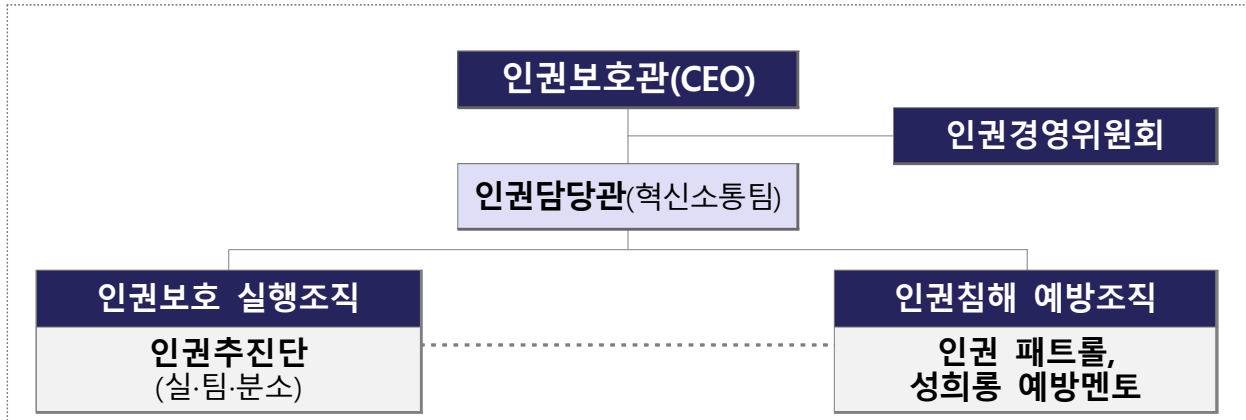 인권보호관(CEO)
인권경영위원회
인권담당관(혁신소통팀)
인권보호 실행조직
인권추진단
(실·팀·분소)
인권침해 예방조직
인권 패트롤,
성희롱 예방멘토